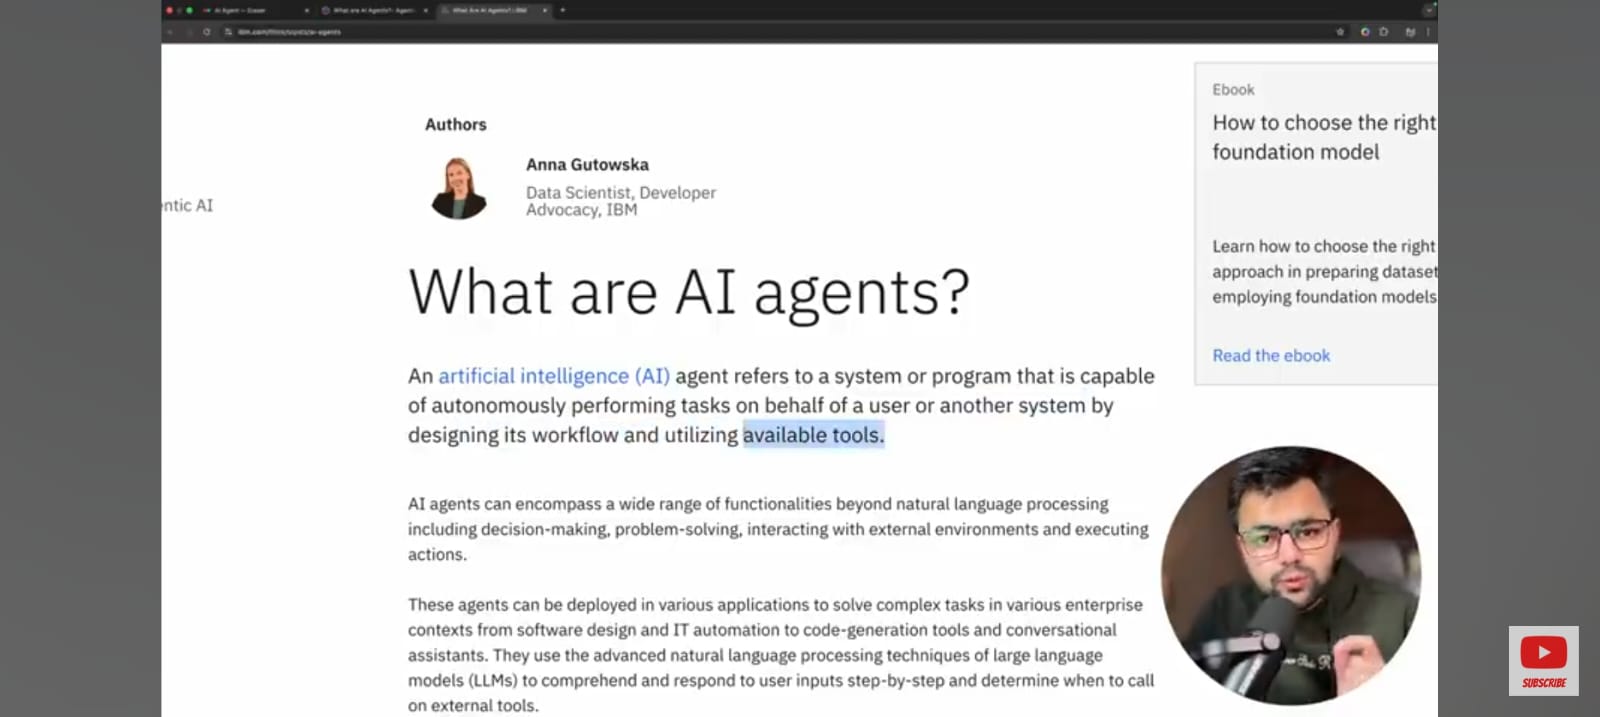 AI Agent — Eraser
What are AI Agents?- Agent
What Are AI Agents? | IBM
ibm.com/think/topics/ai-agents
Authors
Anna Gutowska
Data Scientist, Developer
Advocacy, IBM
ntic AI
What are AI agents?
An artificial intelligence (AI) agent refers to a system or program that is capable
of autonomously performing tasks on behalf of a user or another system by
designing its workflow and utilizing available tools.
AI agents can encompass a wide range of functionalities beyond natural language processing
including decision-making, problem-solving, interacting with external environments and executing
actions.
These agents can be deployed in various applications to solve complex tasks in various enterprise
contexts from software design and IT automation to code-generation tools and conversational
assistants. They use the advanced natural language processing techniques of large language
models (LLMs) to comprehend and respond to user inputs step-by-step and determine when to call
on external tools.
Ebook
How to choose the right
foundation model
Learn how to choose the right
approach in preparing dataset
employing foundation models
Read the ebook
SUBSCRIBE